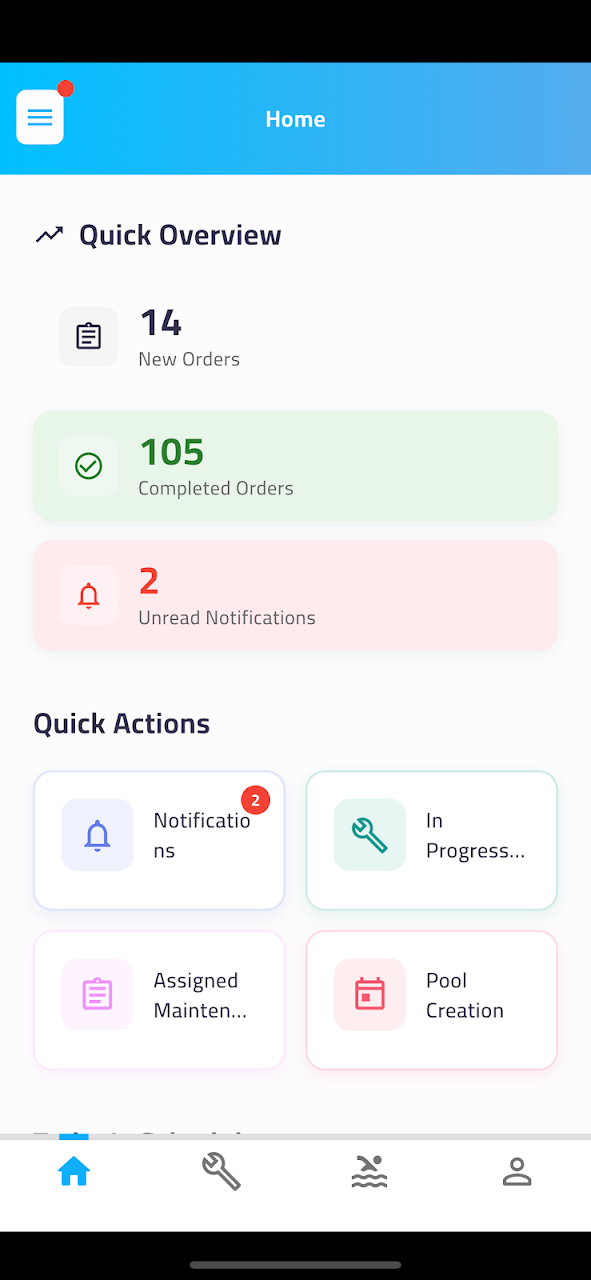 Home
Quick Overview
14
New Orders
105
Completed Orders
2
Unread Notifications
Quick Actions
2
Notificatio
ns
In
Progress...
Assigned
Mainten...
Pool
Creation